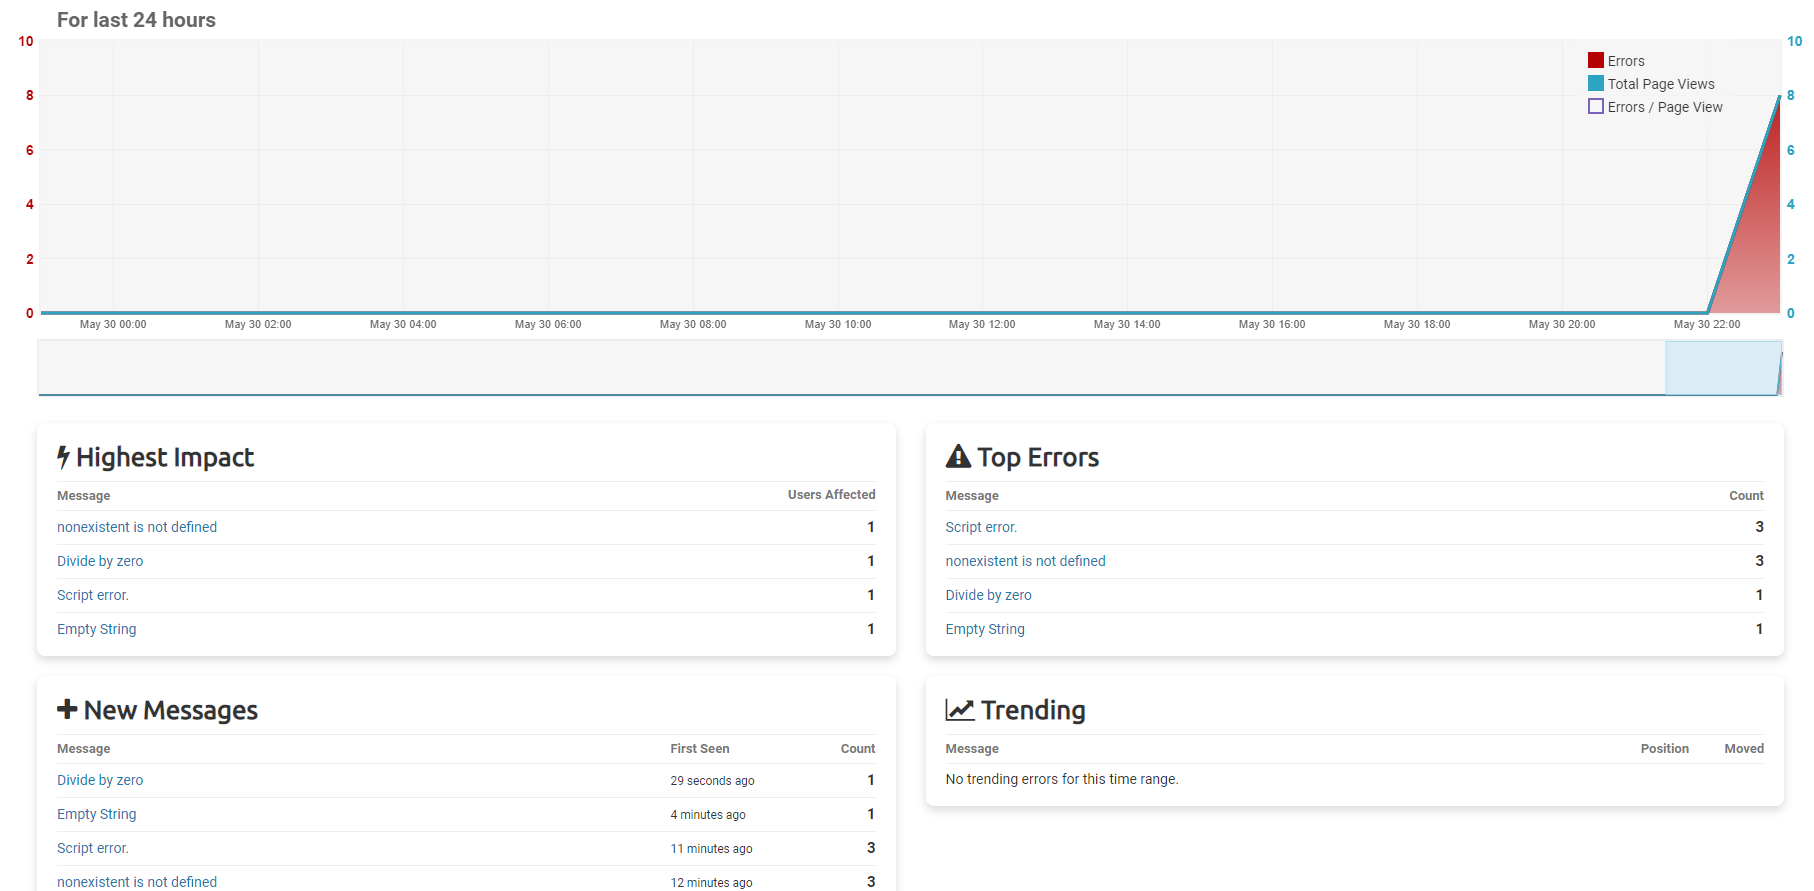 For last 24 hours
10
8
6
4
2
0
10
8
6
4
2
0
Errors
Total Page Views
Errors / Page View
May 30 00:00 May 30 02:00 May 30 04:00 May 30 06:00 May 30 08:00 May 30 10:00 May 30 12:00 May 30 14:00 May 30 16:00 May 30 18:00 May 30 20:00 May 30 22:00
Highest Impact
Message Users Affected
nonexistent is not defined 1
Divide by zero 1
Script error. 1
Empty String 1
Top Errors
Message Count
Script error. 3
nonexistent is not defined 3
Divide by zero 1
Empty String 1
New Messages
Message First Seen Count
Divide by zero 29 seconds ago 1
Empty String 4 minutes ago 1
Script error. 11 minutes ago 3
nonexistent is not defined 12 minutes ago 3
Trending
Message Position Moved
No trending errors for this time range.